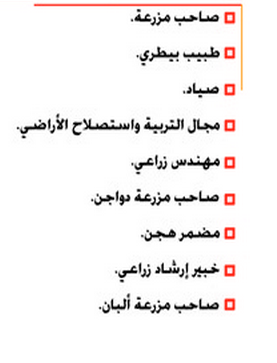 صاحب مزرعة.
طبيب بيطري.
صياد.
مجال التربية واستصلاح الأراضي.
مهندس زراعي.
صاحب مزرعة دواجن.
مضمر هجن.
خبير إرشاد زراعي.
صاحب مزرعة ألبان.